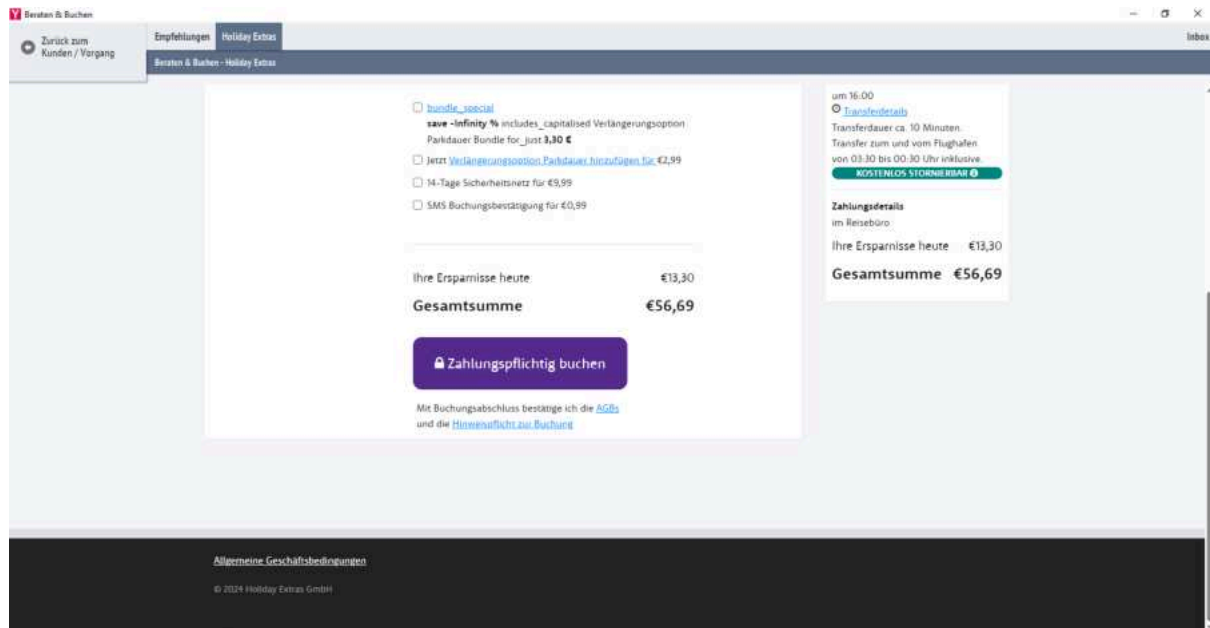 Beraten & Buchen
Zurück zum
Kunden / Vorgang
Empfehlungen Holiday Extras
Inbox
Beraten & Buchen - Holiday Extras
bundle_special
save -Infinity % includes_capitalised Verlängerungsoption
Parkdauer Bundle for_just 3,30 €
Jetzt Verlängerungsoption Parkdauer hinzufügen für €2,99
14-Tage Sicherheitsnetz für €9,99
SMS Buchungsbestätigung für €0,99
Ihre Ersparnisse heute €13,30
Gesamtsumme €56,69
Zahlungspflichtig buchen
Mit Buchungsabschluss bestätige ich die AGBs
und die Hinweispflicht zur Buchung
um 16:00
Transferdetails
Transferdauer ca. 10 Minuten.
Transfer zum und vom Flughafen
von 03:30 bis 00:30 Uhr inklusive.
KOSTENLOS STORNIERBAR
Zahlungsdetails
im Reisebüro
Ihre Ersparnisse heute €13,30
Gesamtsumme €56,69
Allgemeine Geschäftsbedingungen
© 2024 Holiday Extras GmbH